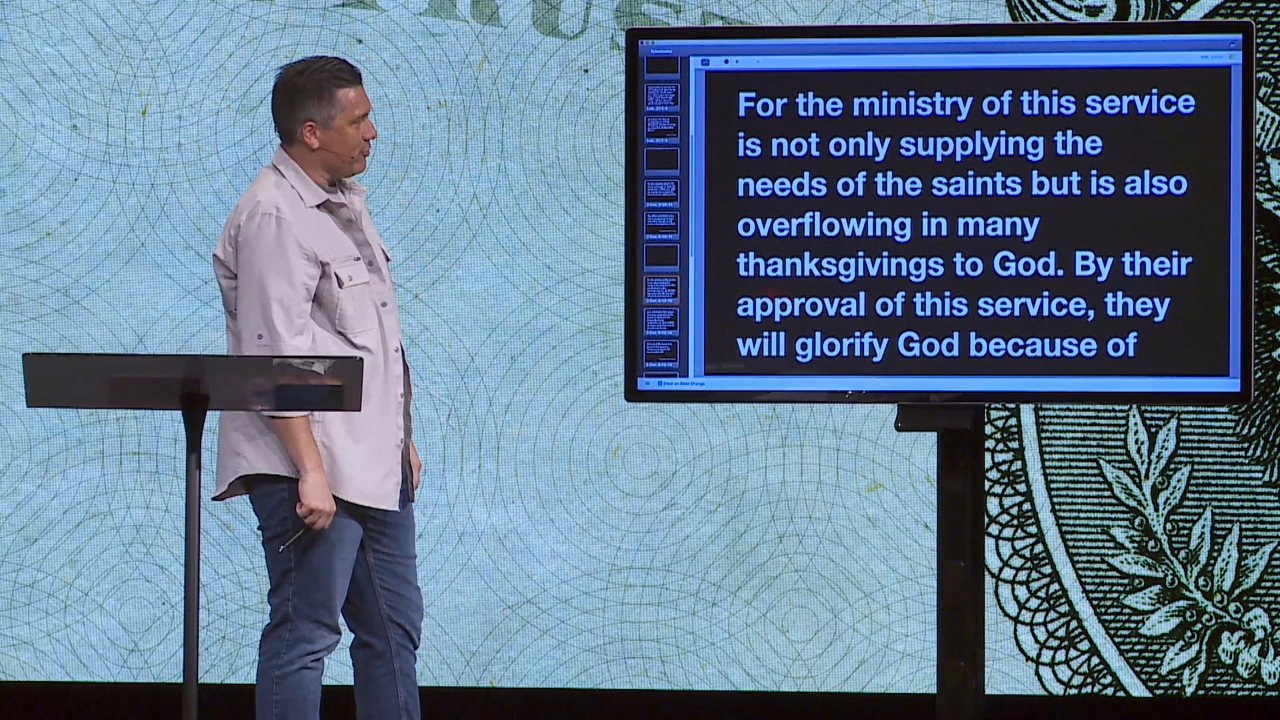 TRUST
For the ministry of this service
is not only supplying the
needs of the saints but is also
overflowing in many
thanksgivings to God. By their
approval of this service, they
will glorify God because of